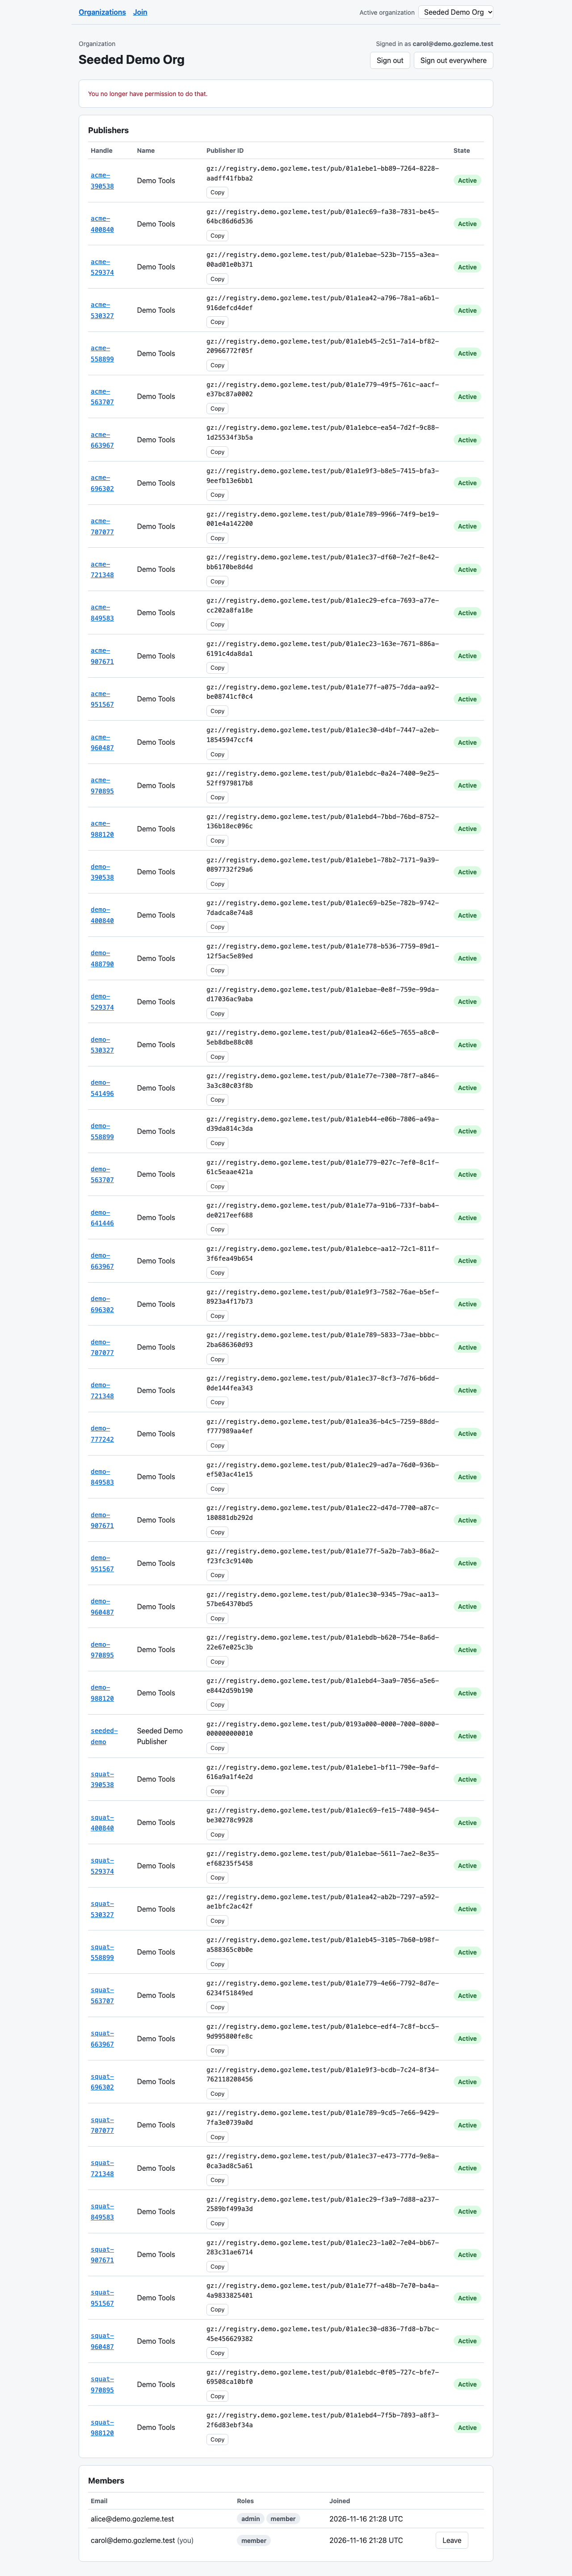 Organizations Join
Active organization Seeded Demo Org
Organization
Signed in as carol@demo.gozleme.test
Seeded Demo Org
Sign out Sign out everywhere
You no longer have permission to do that.
Publishers
Handle Name Publisher ID State
acme-
390538
Demo Tools
gz://registry.demo.gozleme.test/pub/01a1ebe1-bb89-7264-8228-
aadff41fbba2
Copy
Active
acme-
400840
Demo Tools
gz://registry.demo.gozleme.test/pub/01a1ec69-fa38-7831-be45-
64bc86d6d536
Copy
Active
acme-
529374
Demo Tools
gz://registry.demo.gozleme.test/pub/01a1ebae-523b-7155-a3ea-
00ad01e0b371
Copy
Active
acme-
530327
Demo Tools
gz://registry.demo.gozleme.test/pub/01a1ea42-a796-78a1-a6b1-
916defcd4def
Copy
Active
acme-
558899
Demo Tools
gz://registry.demo.gozleme.test/pub/01a1eb45-2c51-7a14-bf82-
20966772f05f
Copy
Active
acme-
563707
Demo Tools
gz://registry.demo.gozleme.test/pub/01a1e779-49f5-761c-aacf-
e37bc87a0002
Copy
Active
acme-
663967
Demo Tools
gz://registry.demo.gozleme.test/pub/01a1ebce-ea54-7d2f-9c88-
1d25534f3b5a
Copy
Active
acme-
696302
Demo Tools
gz://registry.demo.gozleme.test/pub/01a1e9f3-b8e5-7415-bfa3-
9eefb13e6bb1
Copy
Active
acme-
707077
Demo Tools
gz://registry.demo.gozleme.test/pub/01a1e789-9966-74f9-be19-
001e4a142200
Copy
Active
acme-
721348
Demo Tools
gz://registry.demo.gozleme.test/pub/01a1ec37-df60-7e2f-8e42-
bb6170be8d4d
Copy
Active
acme-
849583
Demo Tools
gz://registry.demo.gozleme.test/pub/01a1ec29-efca-7693-a77e-
cc202a8fa18e
Copy
Active
acme-
907671
Demo Tools
gz://registry.demo.gozleme.test/pub/01a1ec23-163e-7671-886a-
6191c4da8da1
Copy
Active
acme-
951567
Demo Tools
gz://registry.demo.gozleme.test/pub/01a1e77f-a075-7dda-aa92-
be08741cf0c4
Copy
Active
acme-
960487
Demo Tools
gz://registry.demo.gozleme.test/pub/01a1ec30-d4bf-7447-a2eb-
18545947ccf4
Copy
Active
acme-
970895
Demo Tools
gz://registry.demo.gozleme.test/pub/01a1ebdc-0a24-7400-9e25-
52ff979817b8
Copy
Active
acme-
988120
Demo Tools
gz://registry.demo.gozleme.test/pub/01a1ebd4-7bbd-76bd-8752-
136b18ec096c
Copy
Active
demo-
390538
Demo Tools
gz://registry.demo.gozleme.test/pub/01a1ebe1-78b2-7171-9a39-
0897732f29a6
Copy
Active
demo-
400840
Demo Tools
gz://registry.demo.gozleme.test/pub/01a1ec69-b25e-782b-9742-
7dadca8e74a8
Copy
Active
demo-
488790
Demo Tools
gz://registry.demo.gozleme.test/pub/01a1e778-b536-7759-89d1-
12f5ac5e89ed
Copy
Active
demo-
529374
Demo Tools
gz://registry.demo.gozleme.test/pub/01a1ebae-0e8f-759e-99da-
d17036ac9aba
Copy
Active
demo-
530327
Demo Tools
gz://registry.demo.gozleme.test/pub/01a1ea42-66e5-7655-a8c0-
5eb8dbe88c08
Copy
Active
demo-
541496
Demo Tools
gz://registry.demo.gozleme.test/pub/01a1e77e-7300-78f7-a846-
3a3c80c03f8b
Copy
Active
demo-
558899
Demo Tools
gz://registry.demo.gozleme.test/pub/01a1eb44-e06b-7806-a49a-
d39da814c3da
Copy
Active
demo-
563707
Demo Tools
gz://registry.demo.gozleme.test/pub/01a1e779-027c-7ef0-8c1f-
61c5eaae421a
Copy
Active
demo-
641446
Demo Tools
gz://registry.demo.gozleme.test/pub/01a1e77a-91b6-733f-bab4-
de0217eef688
Copy
Active
demo-
663967
Demo Tools
gz://registry.demo.gozleme.test/pub/01a1ebce-aa12-72c1-811f-
3f6fea49b654
Copy
Active
demo-
696302
Demo Tools
gz://registry.demo.gozleme.test/pub/01a1e9f3-7582-76ae-b5ef-
8923a4f17b73
Copy
Active
demo-
707077
Demo Tools
gz://registry.demo.gozleme.test/pub/01a1e789-5833-73ae-bbbc-
2ba686360d93
Copy
Active
demo-
721348
Demo Tools
gz://registry.demo.gozleme.test/pub/01a1ec37-8cf3-7d76-b6dd-
0de144fea343
Copy
Active
demo-
777242
Demo Tools
gz://registry.demo.gozleme.test/pub/01a1ea36-b4c5-7259-88dd-
f777989aa4ef
Copy
Active
demo-
849583
Demo Tools
gz://registry.demo.gozleme.test/pub/01a1ec29-ad7a-76d0-936b-
ef503ac41e15
Copy
Active
demo-
907671
Demo Tools
gz://registry.demo.gozleme.test/pub/01a1ec22-d47d-7700-a87c-
180881db292d
Copy
Active
demo-
951567
Demo Tools
gz://registry.demo.gozleme.test/pub/01a1e77f-5a2b-7ab3-86a2-
f23fc3c9140b
Copy
Active
demo-
960487
Demo Tools
gz://registry.demo.gozleme.test/pub/01a1ec30-9345-79ac-aa13-
57be64370bd5
Copy
Active
demo-
970895
Demo Tools
gz://registry.demo.gozleme.test/pub/01a1ebdb-b620-754e-8a6d-
22e67e025c3b
Copy
Active
demo-
988120
Demo Tools
gz://registry.demo.gozleme.test/pub/01a1ebd4-3aa9-7056-a5e6-
e8442d59b190
Copy
Active
seeded-
demo
Seeded Demo
Publisher
gz://registry.demo.gozleme.test/pub/0193a000-0000-7000-8000-
000000000010
Copy
Active
squat-
390538
Demo Tools
gz://registry.demo.gozleme.test/pub/01a1ebe1-bf11-790e-9afd-
616a9a1f4e2d
Copy
Active
squat-
400840
Demo Tools
gz://registry.demo.gozleme.test/pub/01a1ec69-fe15-7480-9454-
be30278c9928
Copy
Active
squat-
529374
Demo Tools
gz://registry.demo.gozleme.test/pub/01a1ebae-5611-7ae2-8e35-
ef68235f5458
Copy
Active
squat-
530327
Demo Tools
gz://registry.demo.gozleme.test/pub/01a1ea42-ab2b-7297-a592-
ae1bfc2ac42f
Copy
Active
squat-
558899
Demo Tools
gz://registry.demo.gozleme.test/pub/01a1eb45-3105-7b60-b98f-
a588365c0b0e
Copy
Active
squat-
563707
Demo Tools
gz://registry.demo.gozleme.test/pub/01a1e779-4e66-7792-8d7e-
6234f51849ed
Copy
Active
squat-
663967
Demo Tools
gz://registry.demo.gozleme.test/pub/01a1ebce-edf4-7c8f-bcc5-
9d995800fe8c
Copy
Active
squat-
696302
Demo Tools
gz://registry.demo.gozleme.test/pub/01a1e9f3-bcdb-7c24-8f34-
762118208456
Copy
Active
squat-
707077
Demo Tools
gz://registry.demo.gozleme.test/pub/01a1e789-9cd5-7e66-9429-
7fa3e0739a0d
Copy
Active
squat-
721348
Demo Tools
gz://registry.demo.gozleme.test/pub/01a1ec37-e473-777d-9e8a-
0ca3ad8c5a61
Copy
Active
squat-
849583
Demo Tools
gz://registry.demo.gozleme.test/pub/01a1ec29-f3a9-7d88-a237-
2589bf499a3d
Copy
Active
squat-
907671
Demo Tools
gz://registry.demo.gozleme.test/pub/01a1ec23-1a02-7e04-bb67-
283c31ae6714
Copy
Active
squat-
951567
Demo Tools
gz://registry.demo.gozleme.test/pub/01a1e77f-a48b-7e70-ba4a-
4a9833825401
Copy
Active
squat-
960487
Demo Tools
gz://registry.demo.gozleme.test/pub/01a1ec30-d836-7fd8-b7bc-
45e456629382
Copy
Active
squat-
970895
Demo Tools
gz://registry.demo.gozleme.test/pub/01a1ebdc-0f05-727c-bfe7-
69508ca10bf0
Copy
Active
squat-
988120
Demo Tools
gz://registry.demo.gozleme.test/pub/01a1ebd4-7f5b-7893-a8f3-
2f6d83ebf34a
Copy
Active
Members
Email Roles Joined
alice@demo.gozleme.test admin member 2026-11-16 21:28 UTC
carol@demo.gozleme.test (you) member 2026-11-16 21:28 UTC Leave